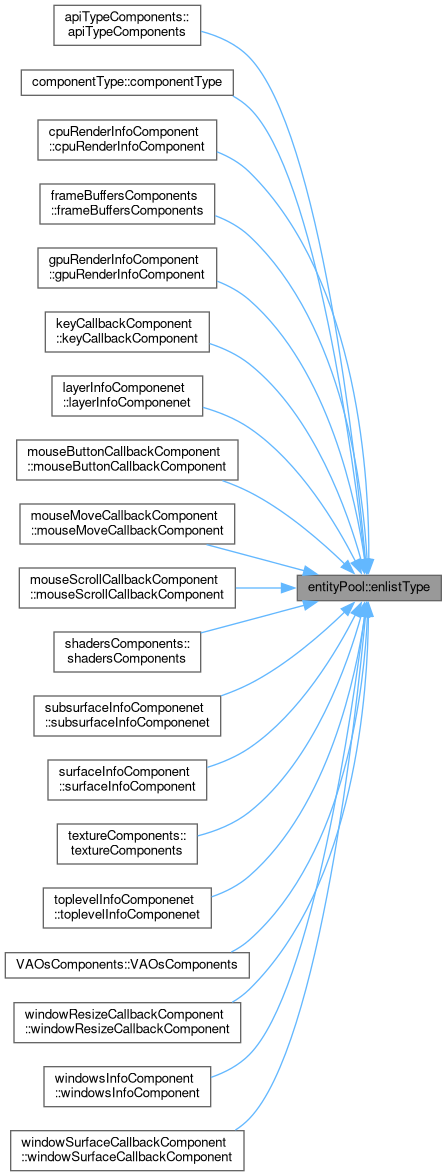 apiTypeComponents::
apiTypeComponents
componentType::componentType
cpuRenderInfoComponent
::cpuRenderInfoComponent
frameBuffersComponents
::frameBuffersComponents
gpuRenderInfoComponent
::gpuRenderInfoComponent
keyCallbackComponent
::keyCallbackComponent
layerInfoComponenet
::layerInfoComponenet
mouseButtonCallbackComponent
::mouseButtonCallbackComponent
mouseMoveCallbackComponent
::mouseMoveCallbackComponent
mouseScrollCallbackComponent
::mouseScrollCallbackComponent
entityPool::enlistType
shadersComponents::
shadersComponents
subsurfaceInfoComponenet
::subsurfaceInfoComponenet
surfaceInfoComponent
::surfaceInfoComponent
textureComponents::
textureComponents
toplevelInfoComponenet
::toplevelInfoComponenet
VAOsComponents::VAOsComponents
windowResizeCallbackComponent
::windowResizeCallbackComponent
windowsInfoComponent
::windowsInfoComponent
windowSurfaceCallbackComponent
::windowSurfaceCallbackComponent